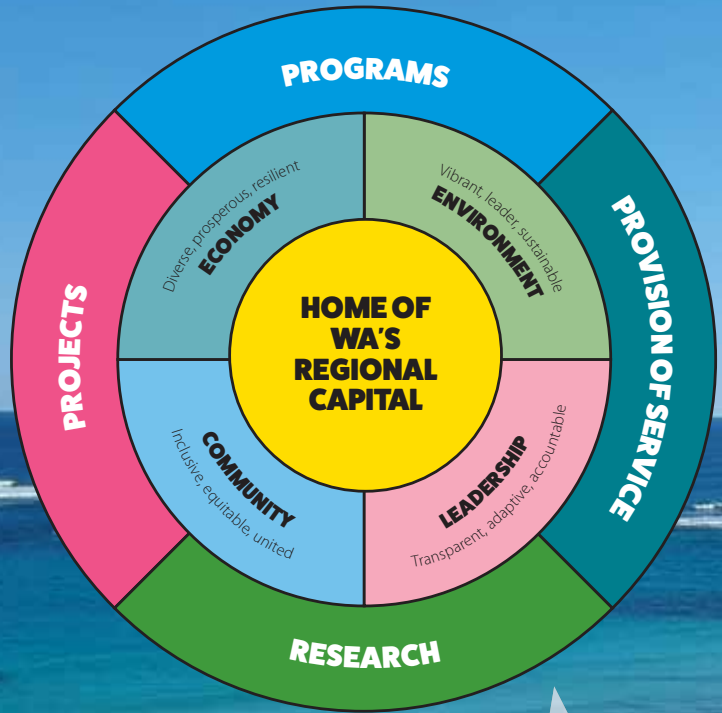 PROGRAMS
Diverse, prosperous, resilient
ECONOMY
Vibrant, leader, sustainable
ENVIRONMENT
PROJECTS
HOME OF
WA'S
REGIONAL
CAPITAL
PROVISION OF SERVICE
COMMUNITY
Inclusive, equitable, united
LEADERSHIP
Transparent, adaptive, accountable
RESEARCH